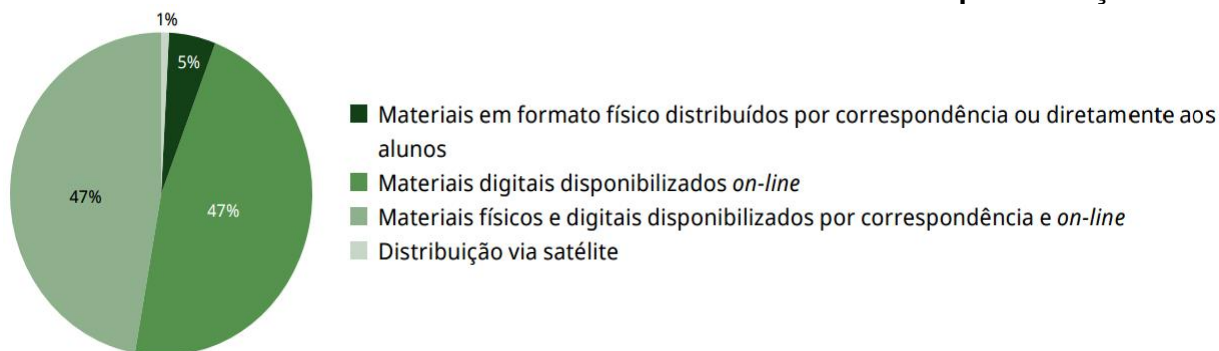 1%
5%
47%
47%
Materiais em formato físico distribuídos por correspondência ou diretamente aos
alunos
Materiais digitais disponibilizados on-line
Materiais físicos e digitais disponibilizados por correspondência e on-line
Distribuição via satélite